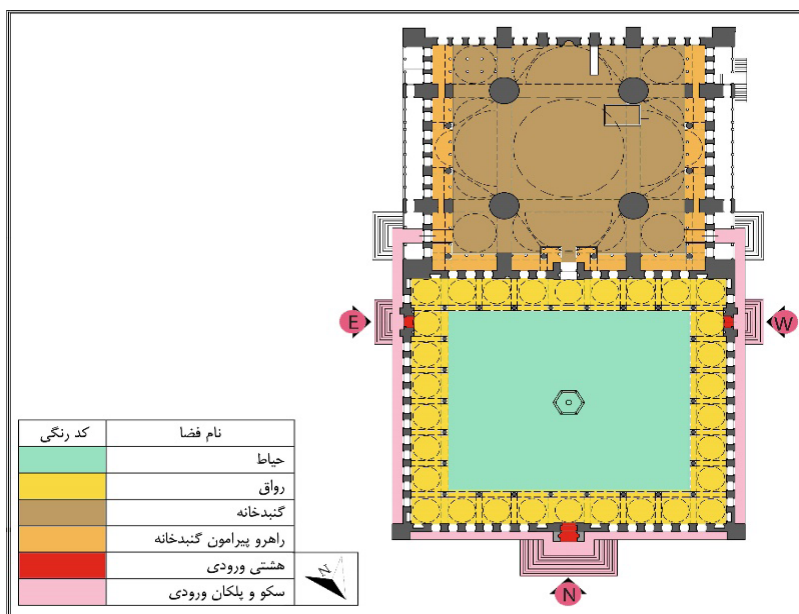 E
W
نام فضا	کد رنگی
حیاط
رواق
گنبدخانه
راهرو پیرامون گنبدخانه
هشتی ورودی
سکو و پلکان ورودی
N
N